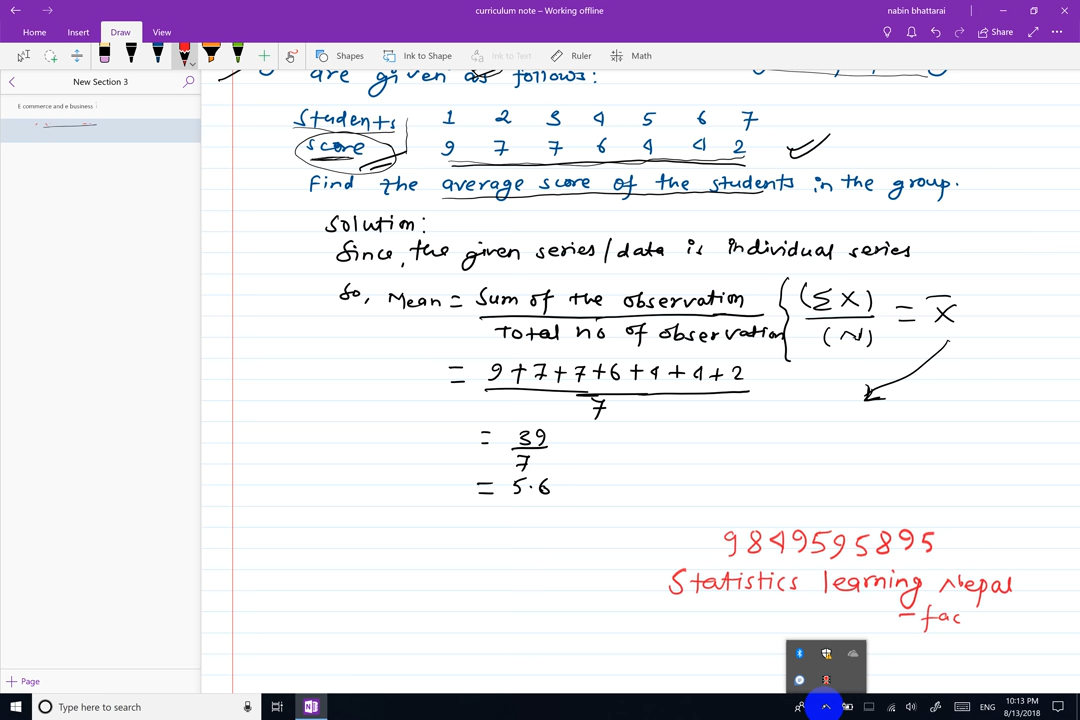 curriculum note – Working offline
nabin bhattarai
Home Insert Draw View
Share
Shapes Ink to Shape Ink to Text Ruler Math
New Section 3
E commerce and e business
are given as follows:
Students 1 2 3 4 5 6 7
Score 9 7 7 6 4 4 2
Find the average score of the students in the group.
Solution:
Since, the given series/data is individual series
So, Mean = Sum of the observation (Σ X) = X̄
Total no of observation (N)
= 9+7+7+6+4+4+2
7
= 39
7
= 5.6
9849595895
Statistics learning Nepal
– fac
+ Page
Type here to search
ENG
10:13 PM
8/13/2018